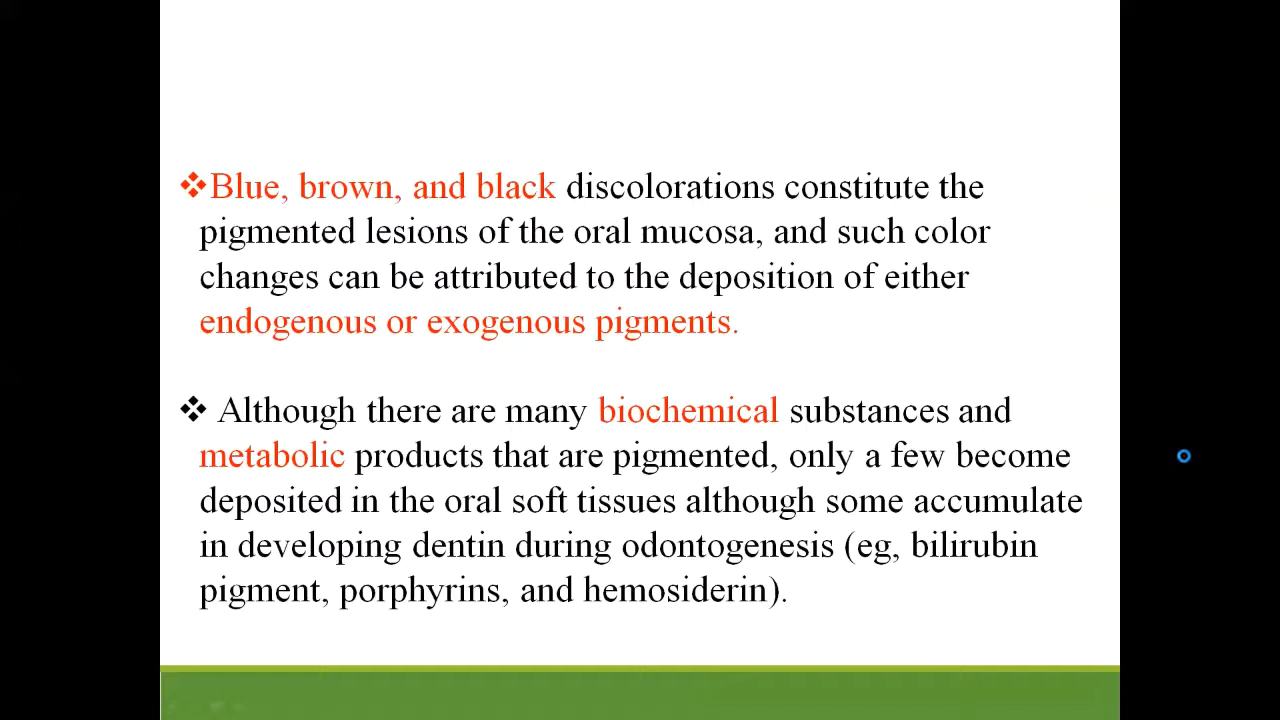 ❖Blue, brown, and black discolorations constitute the
pigmented lesions of the oral mucosa, and such color
changes can be attributed to the deposition of either
endogenous or exogenous pigments.
❖ Although there are many biochemical substances and
metabolic products that are pigmented, only a few become
deposited in the oral soft tissues although some accumulate
in developing dentin during odontogenesis (eg, bilirubin
pigment, porphyrins, and hemosiderin).